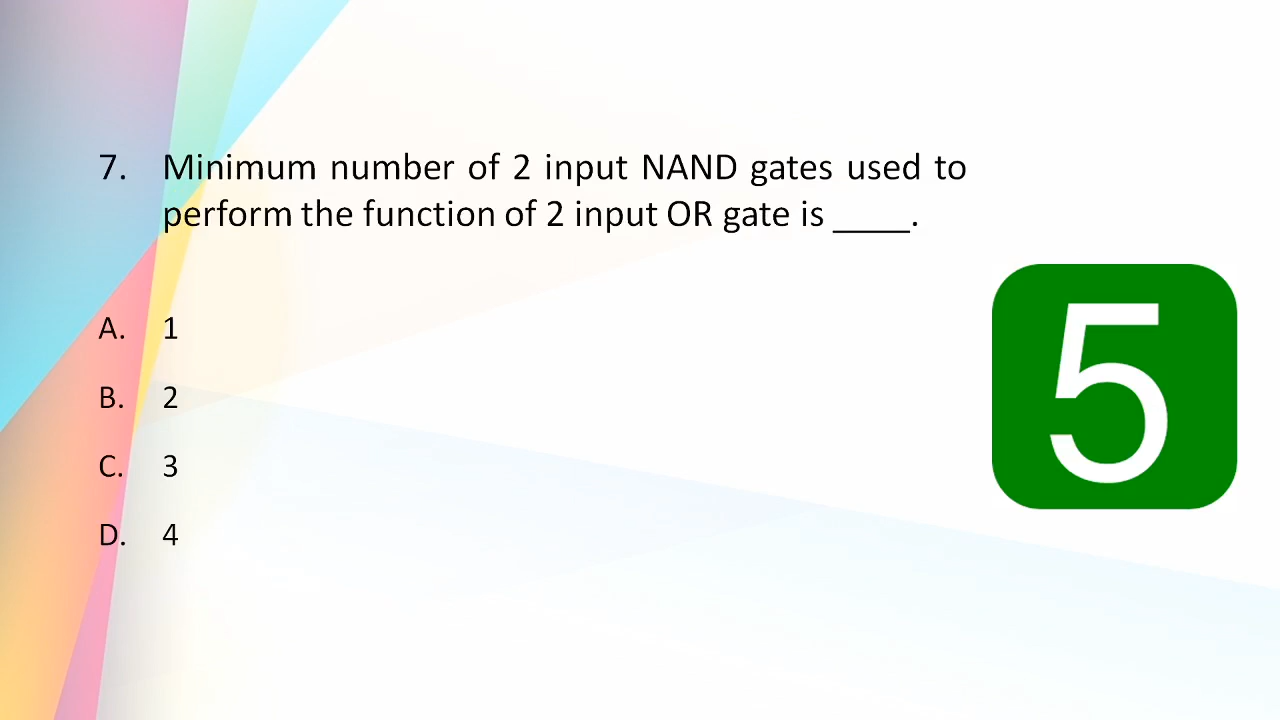 7. Minimum number of 2 input NAND gates used to
perform the function of 2 input OR gate is ____.
A. 1
B. 2
C. 3
D. 4
5